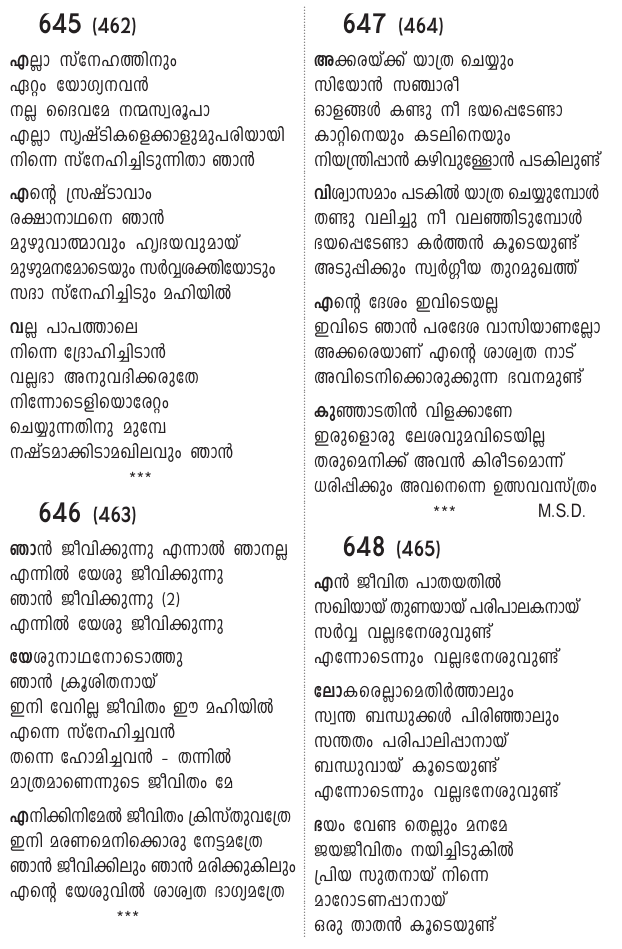 645 (462)
എല്ലാ സ്നേഹത്തിനും
ഏറ്റം യോഗ്യനവൻ
നല്ല ദൈവമേ നന്മസ്വരൂപാ
എല്ലാ സൃഷ്ടികളെക്കാളുമുപരിയായി
നിന്നെ സ്നേഹിച്ചിടുന്നിതാ ഞാൻ
എന്റെ സ്രഷ്ടാവാം
രക്ഷാനാഥനെ ഞാൻ
മുഴുവാത്മാവും ഹൃദയവുമായ്
മുഴുമനമോടെയും സർവ്വശക്തിയോടും
സദാ സ്നേഹിച്ചിടും മഹിയിൽ
വല്ല പാപത്താലെ
നിന്നെ ദ്രോഹിച്ചിടാൻ
വല്ലഭാ അനുവദിക്കരുതേ
നിന്നോടെളിയൊരേറ്റം
ചെയ്യുന്നതിനു മുമ്പേ
നഷ്ടമാക്കിടാമഖിലവും ഞാൻ
***
646 (463)
ഞാൻ ജീവിക്കുന്നു എന്നാൽ ഞാനല്ല
എന്നിൽ യേശു ജീവിക്കുന്നു
ഞാൻ ജീവിക്കുന്നു (2)
എന്നിൽ യേശു ജീവിക്കുന്നു
യേശുനാഥനോടൊത്തു
ഞാൻ ക്രൂശിതനായ്
ഇനി വേറില്ല ജീവിതം ഈ മഹിയിൽ
എന്നെ സ്നേഹിച്ചവൻ
തന്നെ ഹോമിച്ചവൻ - തന്നിൽ
മാത്രമാണെന്നുടെ ജീവിതം മേ
എനിക്കിനിമേൽ ജീവിതം ക്രിസ്തുവത്രേ
ഇനി മരണമെനിക്കൊരു നേട്ടമത്രേ
ഞാൻ ജീവിക്കിലും ഞാൻ മരിക്കുകിലും
എന്റെ യേശുവിൽ ശാശ്വത ഭാഗ്യമത്രേ
***
647 (464)
അക്കരയ്ക്ക് യാത്ര ചെയ്യും
സിയോൻ സഞ്ചാരീ
ഓളങ്ങൾ കണ്ടു നീ ഭയപ്പെടേണ്ടാ
കാറ്റിനെയും കടലിനെയും
നിയന്ത്രിപ്പാൻ കഴിവുള്ളോൻ പടകിലുണ്ട്
വിശ്വാസമാം പടകിൽ യാത്ര ചെയ്യുമ്പോൾ
തണ്ടു വലിച്ചു നീ വലഞ്ഞിടുമ്പോൾ
ഭയപ്പെടേണ്ടാ കർത്തൻ കൂടെയുണ്ട്
അടുപ്പിക്കും സ്വർഗ്ഗീയ തുറമുഖത്ത്
എന്റെ ദേശം ഇവിടെയല്ല
ഇവിടെ ഞാൻ പരദേശ വാസിയാണല്ലോ
അക്കരെയാണ് എന്റെ ശാശ്വത നാട്
അവിടെനിക്കൊരുക്കുന്ന ഭവനമുണ്ട്
കുഞ്ഞാടതിൻ വിളക്കാണേ
ഇരുളൊരു ലേശവുമവിടെയില്ല
തരുമെനിക്ക് അവൻ കിരീടമൊന്ന്
ധരിപ്പിക്കും അവനെന്നെ ഉത്സവവസ്ത്രം
*** M.S.D.
648 (465)
എൻ ജീവിത പാതയതിൽ
സഖിയായ് തുണയായ് പരിപാലകനായ്
സർവ്വ വല്ലഭനേശുവുണ്ട്
എന്നോടെന്നും വല്ലഭനേശുവുണ്ട്
ലോകരെല്ലാമെതിർത്താലും
സ്വന്ത ബന്ധുക്കൾ പിരിഞ്ഞാലും
സന്തതം പരിപാലിപ്പാനായ്
ബന്ധുവായ് കൂടെയുണ്ട്
എന്നോടെന്നും വല്ലഭനേശുവുണ്ട്
ഭയം വേണ്ട തെല്ലും മനമേ
ജയജീവിതം നയിച്ചിടുകിൽ
പ്രിയ സുതനായ് നിന്നെ
മാറോടണപ്പാനായ്
ഒരു താതൻ കൂടെയുണ്ട്